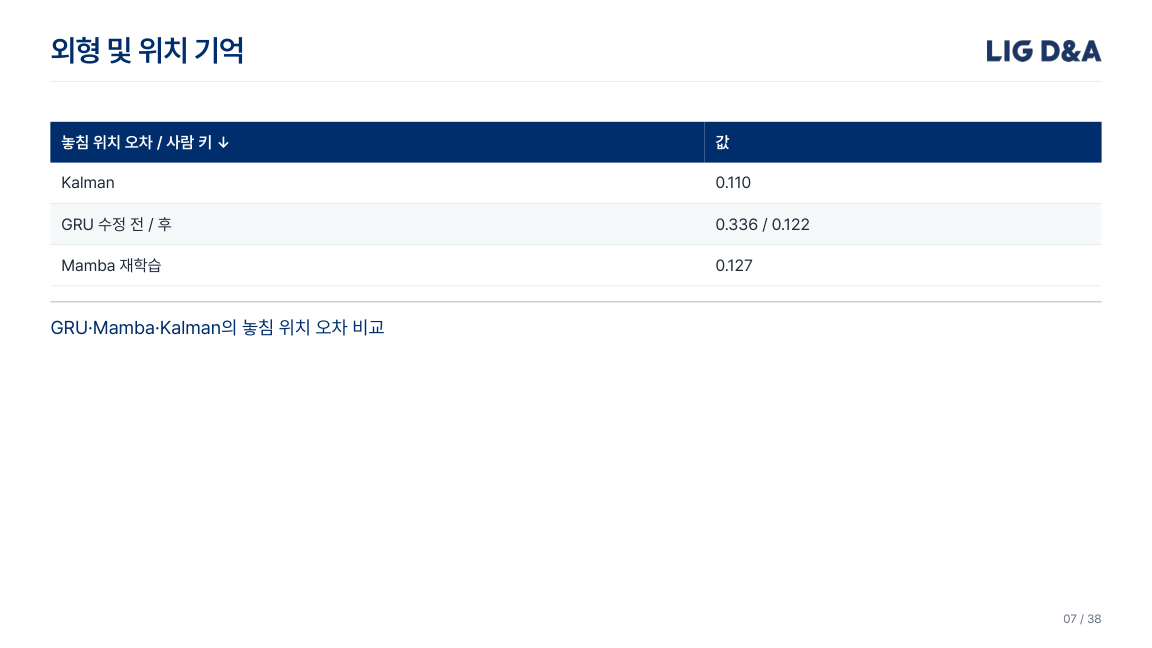 외형 및 위치 기억
LIG D&A
놓침 위치 오차 / 사람 키 ↓ 값
Kalman 0.110
GRU 수정 전 / 후 0.336 / 0.122
Mamba 재학습 0.127
GRU·Mamba·Kalman의 놓침 위치 오차 비교
07 / 38